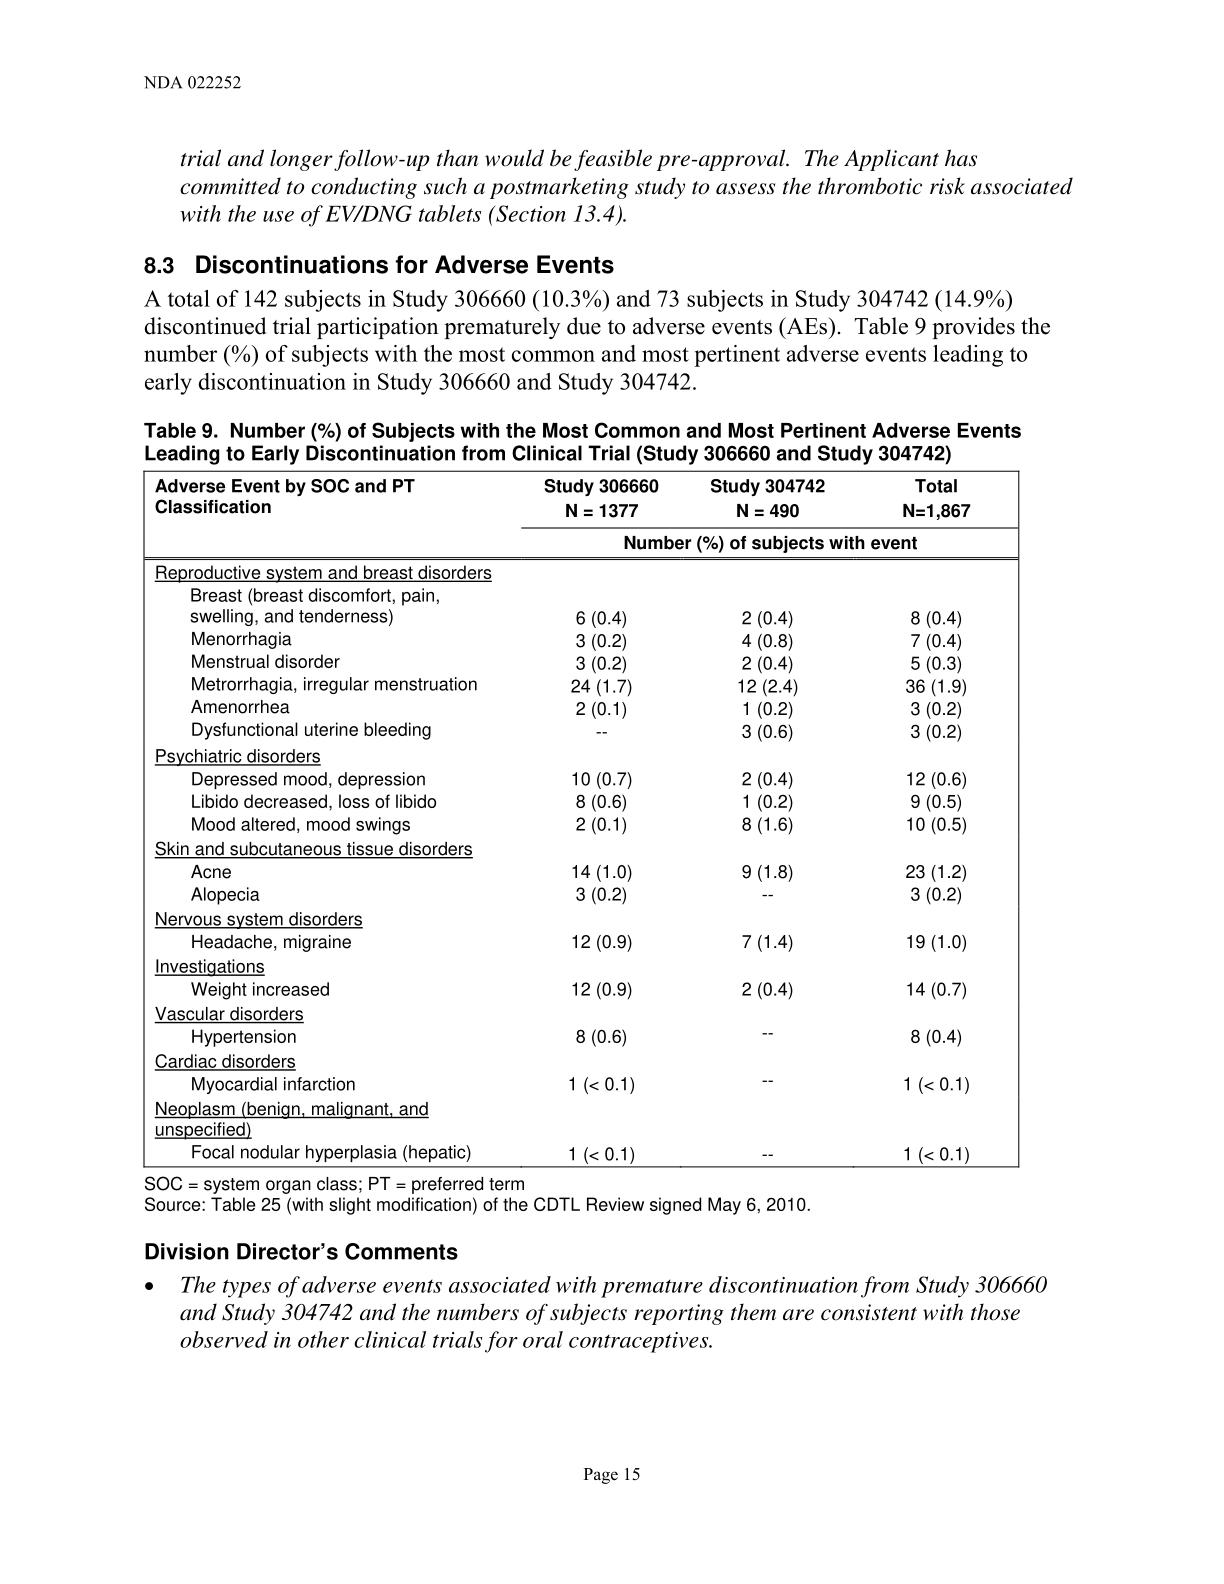 NDA 022252
trial and longer follow-up than would be feasible pre-approval.  The Applicant has
committed to conducting such a postmarketing study to assess the thrombotic risk associated
with the use of EV/DNG tablets (Section 13.4).
8.3 Discontinuations for Adverse Events
A total of 142 subjects in Study 306660 (10.3%) and 73 subjects in Study 304742 (14.9%)
discontinued trial participation prematurely due to adverse events (AEs).  Table 9 provides the
number (%) of subjects with the most common and most pertinent adverse events leading to
early discontinuation in Study 306660 and Study 304742.
Table 9.  Number (%) of Subjects with the Most Common and Most Pertinent Adverse Events
Leading to Early Discontinuation from Clinical Trial (Study 306660 and Study 304742)
Adverse Event by SOC and PT Study 306660 Study 304742 Total
Classification N = 1377 N = 490 N=1,867
Number (%) of subjects with event
Reproductive system and breast disorders
Breast (breast discomfort, pain,
swelling, and tenderness) 6 (0.4) 2 (0.4) 8 (0.4)
Menorrhagia 3 (0.2) 4 (0.8) 7 (0.4)
Menstrual disorder 3 (0.2) 2 (0.4) 5 (0.3)
Metrorrhagia, irregular menstruation 24 (1.7) 12 (2.4) 36 (1.9)
Amenorrhea 2 (0.1) 1 (0.2) 3 (0.2)
Dysfunctional uterine bleeding -- 3 (0.6) 3 (0.2)
Psychiatric disorders
Depressed mood, depression 10 (0.7) 2 (0.4) 12 (0.6)
Libido decreased, loss of libido 8 (0.6) 1 (0.2) 9 (0.5)
Mood altered, mood swings 2 (0.1) 8 (1.6) 10 (0.5)
Skin and subcutaneous tissue disorders
Acne 14 (1.0) 9 (1.8) 23 (1.2)
Alopecia 3 (0.2) -- 3 (0.2)
Nervous system disorders
Headache, migraine 12 (0.9) 7 (1.4) 19 (1.0)
Investigations
Weight increased 12 (0.9) 2 (0.4) 14 (0.7)
Vascular disorders
Hypertension 8 (0.6) -- 8 (0.4)
Cardiac disorders
Myocardial infarction 1 (< 0.1) -- 1 (< 0.1)
Neoplasm (benign, malignant, and
unspecified)
Focal nodular hyperplasia (hepatic) 1 (< 0.1) -- 1 (< 0.1)
SOC = system organ class; PT = preferred term
Source: Table 25 (with slight modification) of the CDTL Review signed May 6, 2010.
Division Director’s Comments
• The types of adverse events associated with premature discontinuation from Study 306660
and Study 304742 and the numbers of subjects reporting them are consistent with those
observed in other clinical trials for oral contraceptives.
Page 15